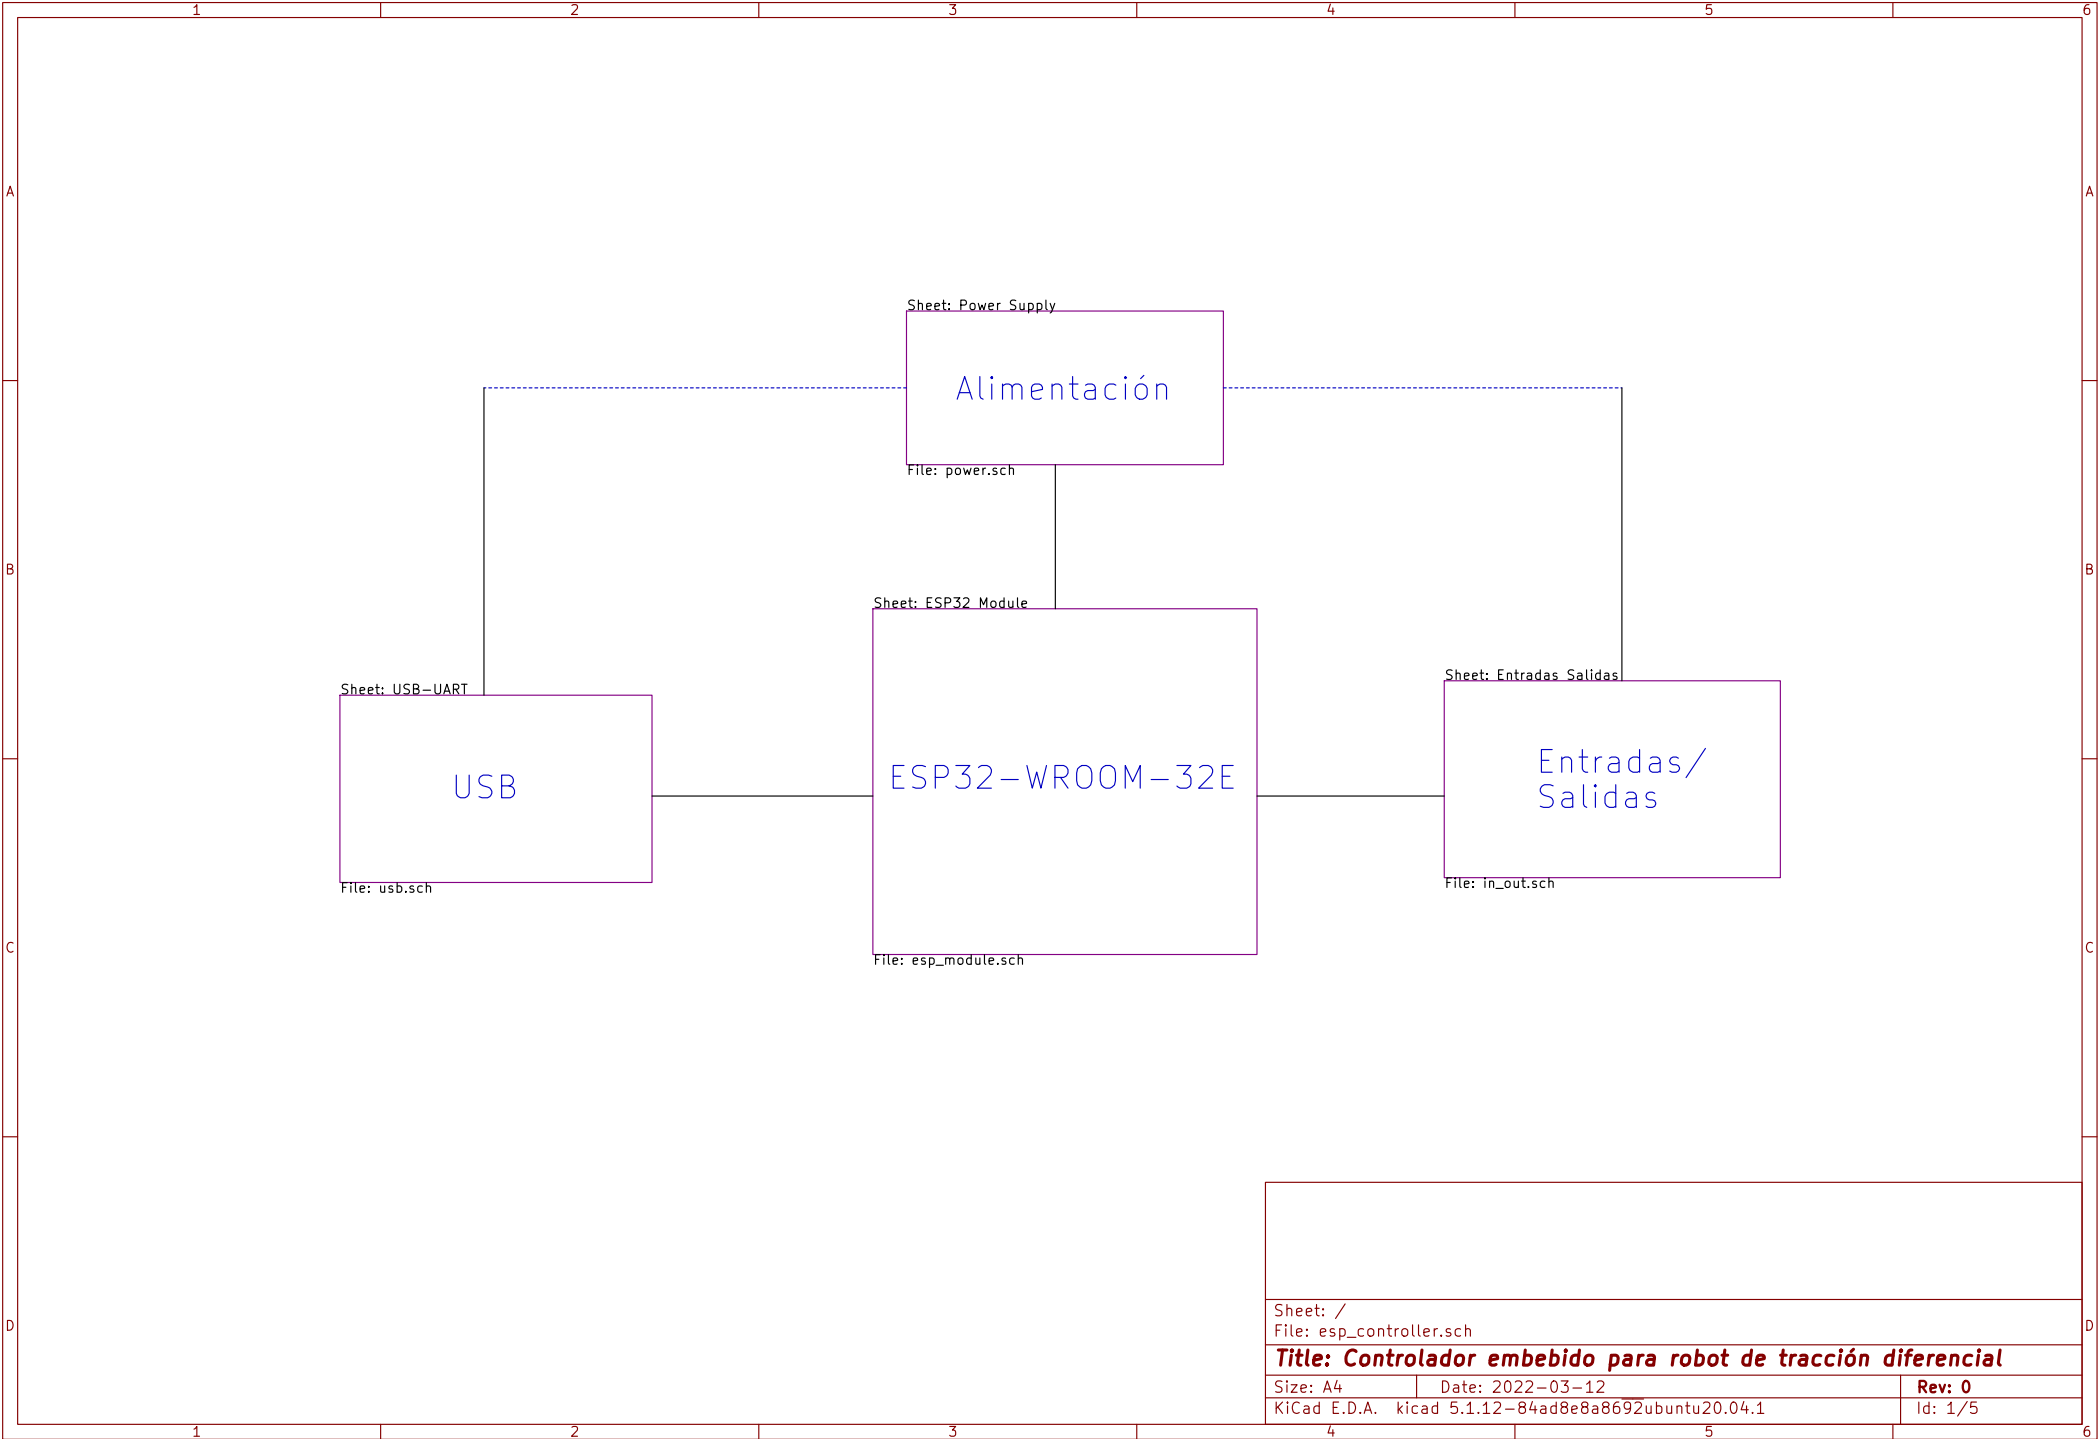 1 2 3 4 5 6
A A
Sheet: Power Supply
Alimentación
File: power.sch
B B
Sheet: ESP32 Module
Sheet: USB-UART
Sheet: Entradas Salidas
USB
ESP32-WROOM-32E
Entradas/
Salidas
File: usb.sch
File: in_out.sch
File: esp_module.sch
C C
D D
Sheet: /
File: esp_controller.sch
Title: Controlador embebido para robot de tracción diferencial
Size: A4 Date: 2022-03-12 Rev: 0
KiCad E.D.A. kicad 5.1.12-84ad8e8a8692ubuntu20.04.1 Id: 1/5
1 2 3 4 5 6